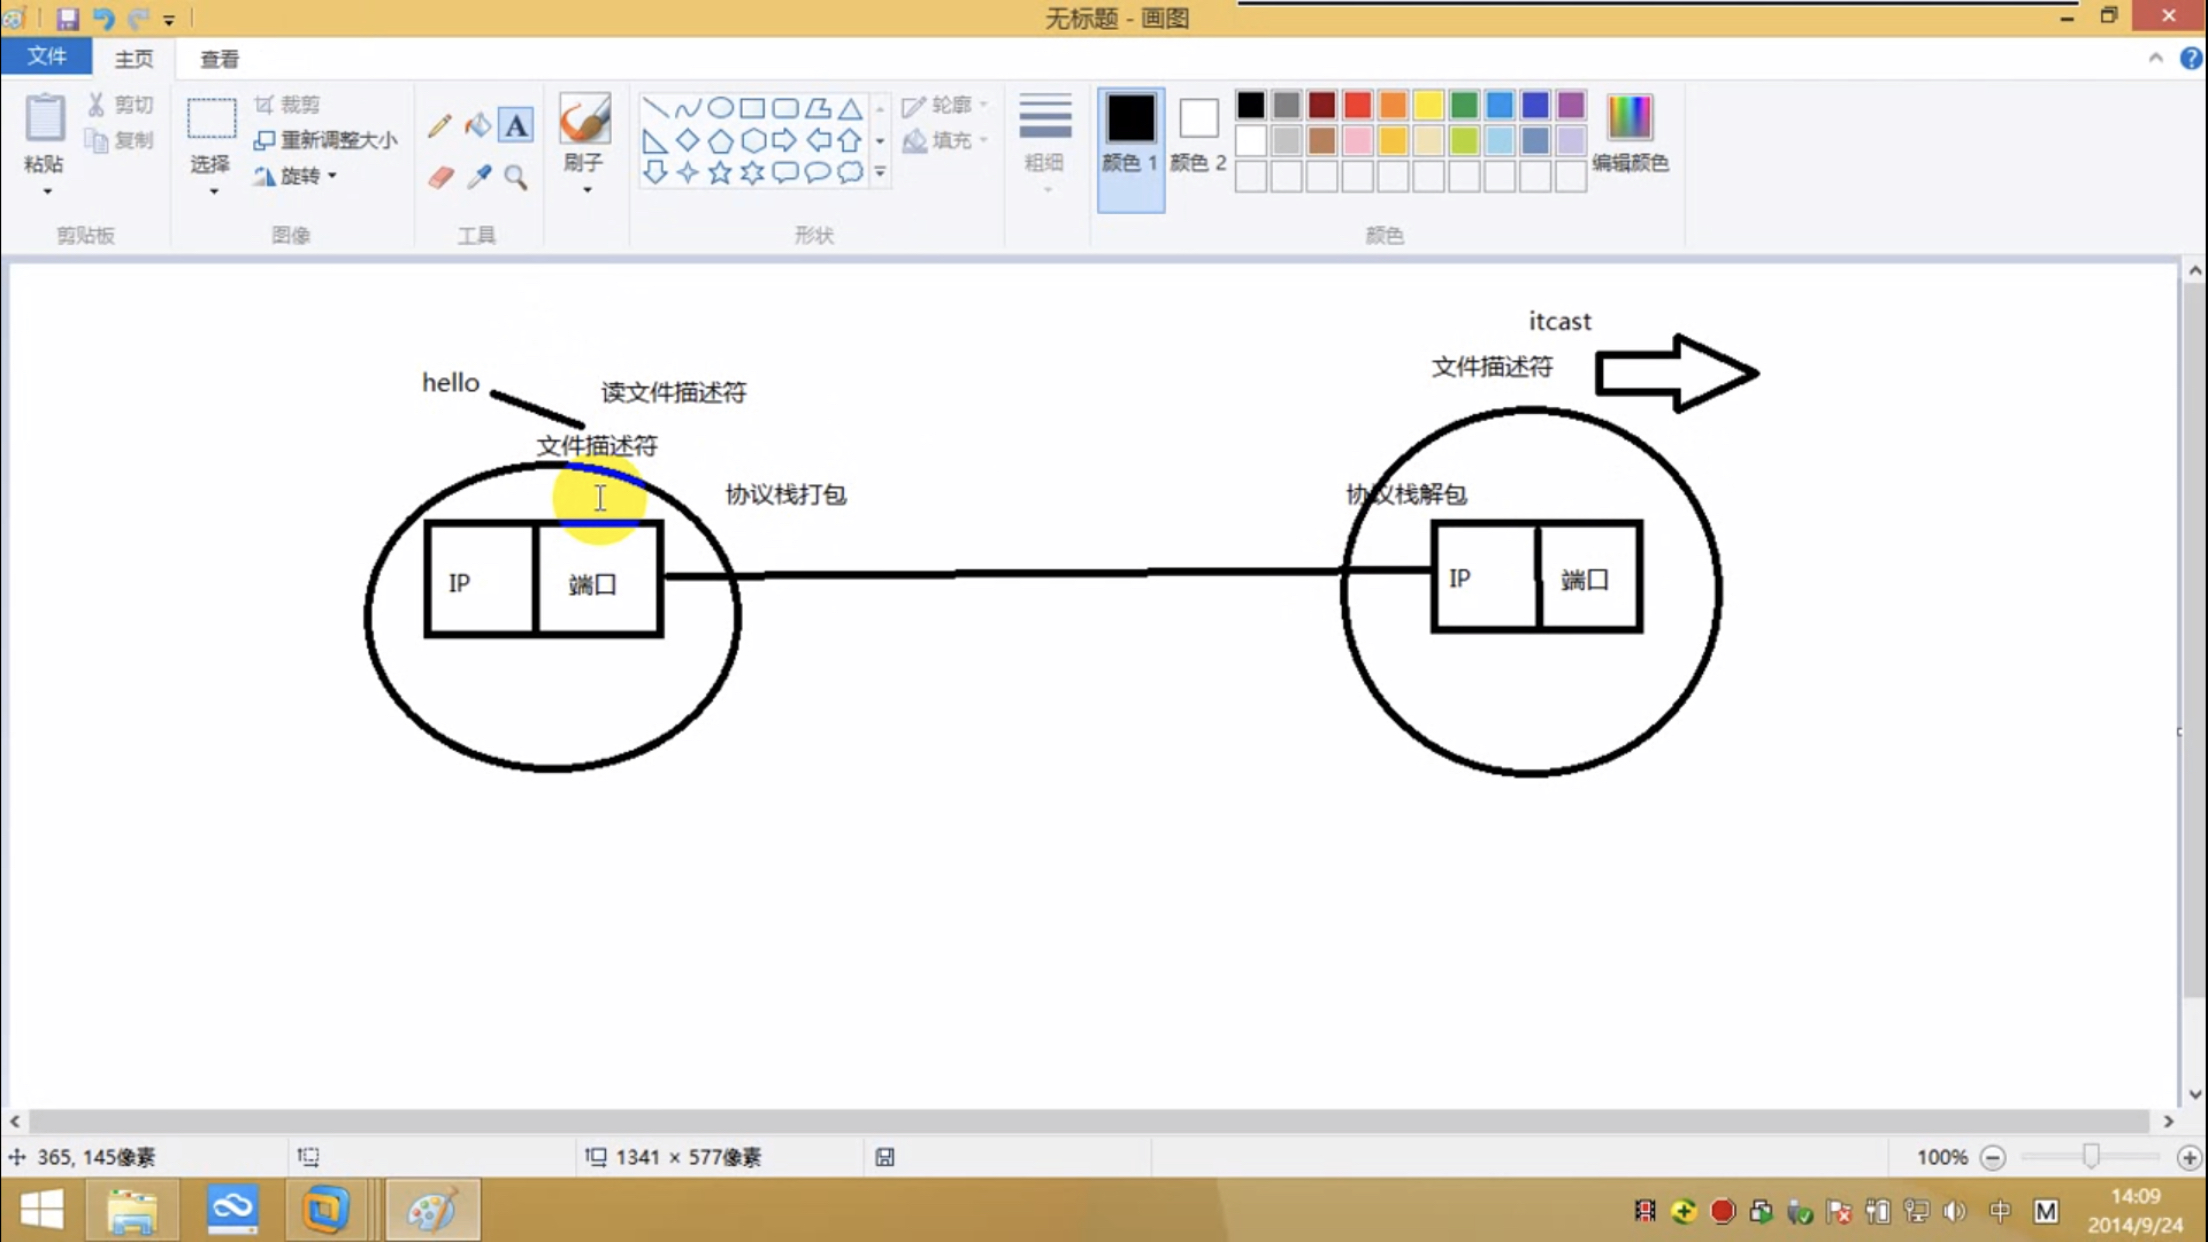 无标题 - 画图
文件 主页 查看
粘贴 剪切 复制
选择 裁剪 重新调整大小 旋转
A
刷子
轮廓
填充
粗细
颜色 1 颜色 2 编辑颜色
剪贴板 图像 工具 形状 颜色
itcast
文件描述符
hello
读文件描述符
文件描述符
协议栈打包
协议栈解包
IP 端口
IP 端口
365, 145像素
1341 × 577像素
100%
中 M
14:09
2014/9/24